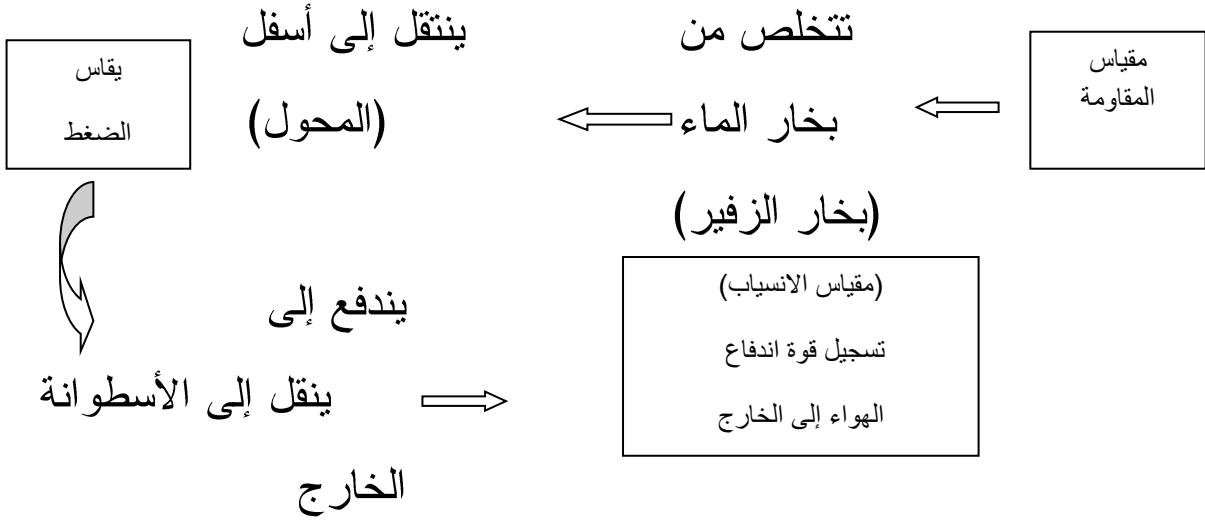 مقياس
المقاومة
تتخلص من
بخار الماء
(بخار الزفير)
ينتقل إلى أسفل
(المحول)
يقاس
الضغط
يندفع إلى
ينقل إلى الأسطوانة
الخارج
(مقياس الانسياب)
تسجيل قوة اندفاع
الهواء إلى الخارج